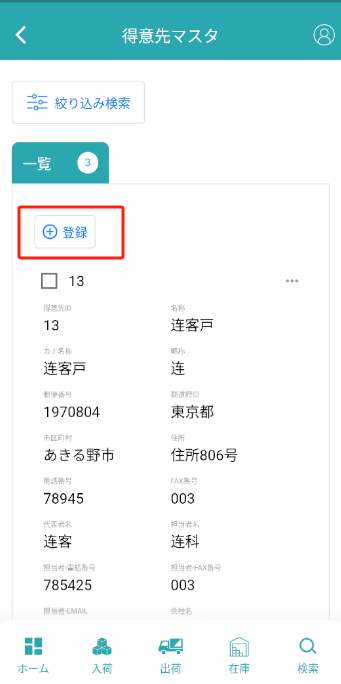 得意先マスタ
絞り込み検索
一覧 3
登録
13
得意先ID 名称
13 连客戸
カナ名称 略称
连客戸 连
郵便番号 都道府県
1970804 東京都
市区町村 住所
あきる野市 住所806号
電話番号 FAX番号
78945 003
代表者名 担当者名
连客 连科
担当者-電話番号 担当者-FAX番号
785425 003
担当者-EMAIL 会社名
ホーム 入荷 出荷 在庫 検索